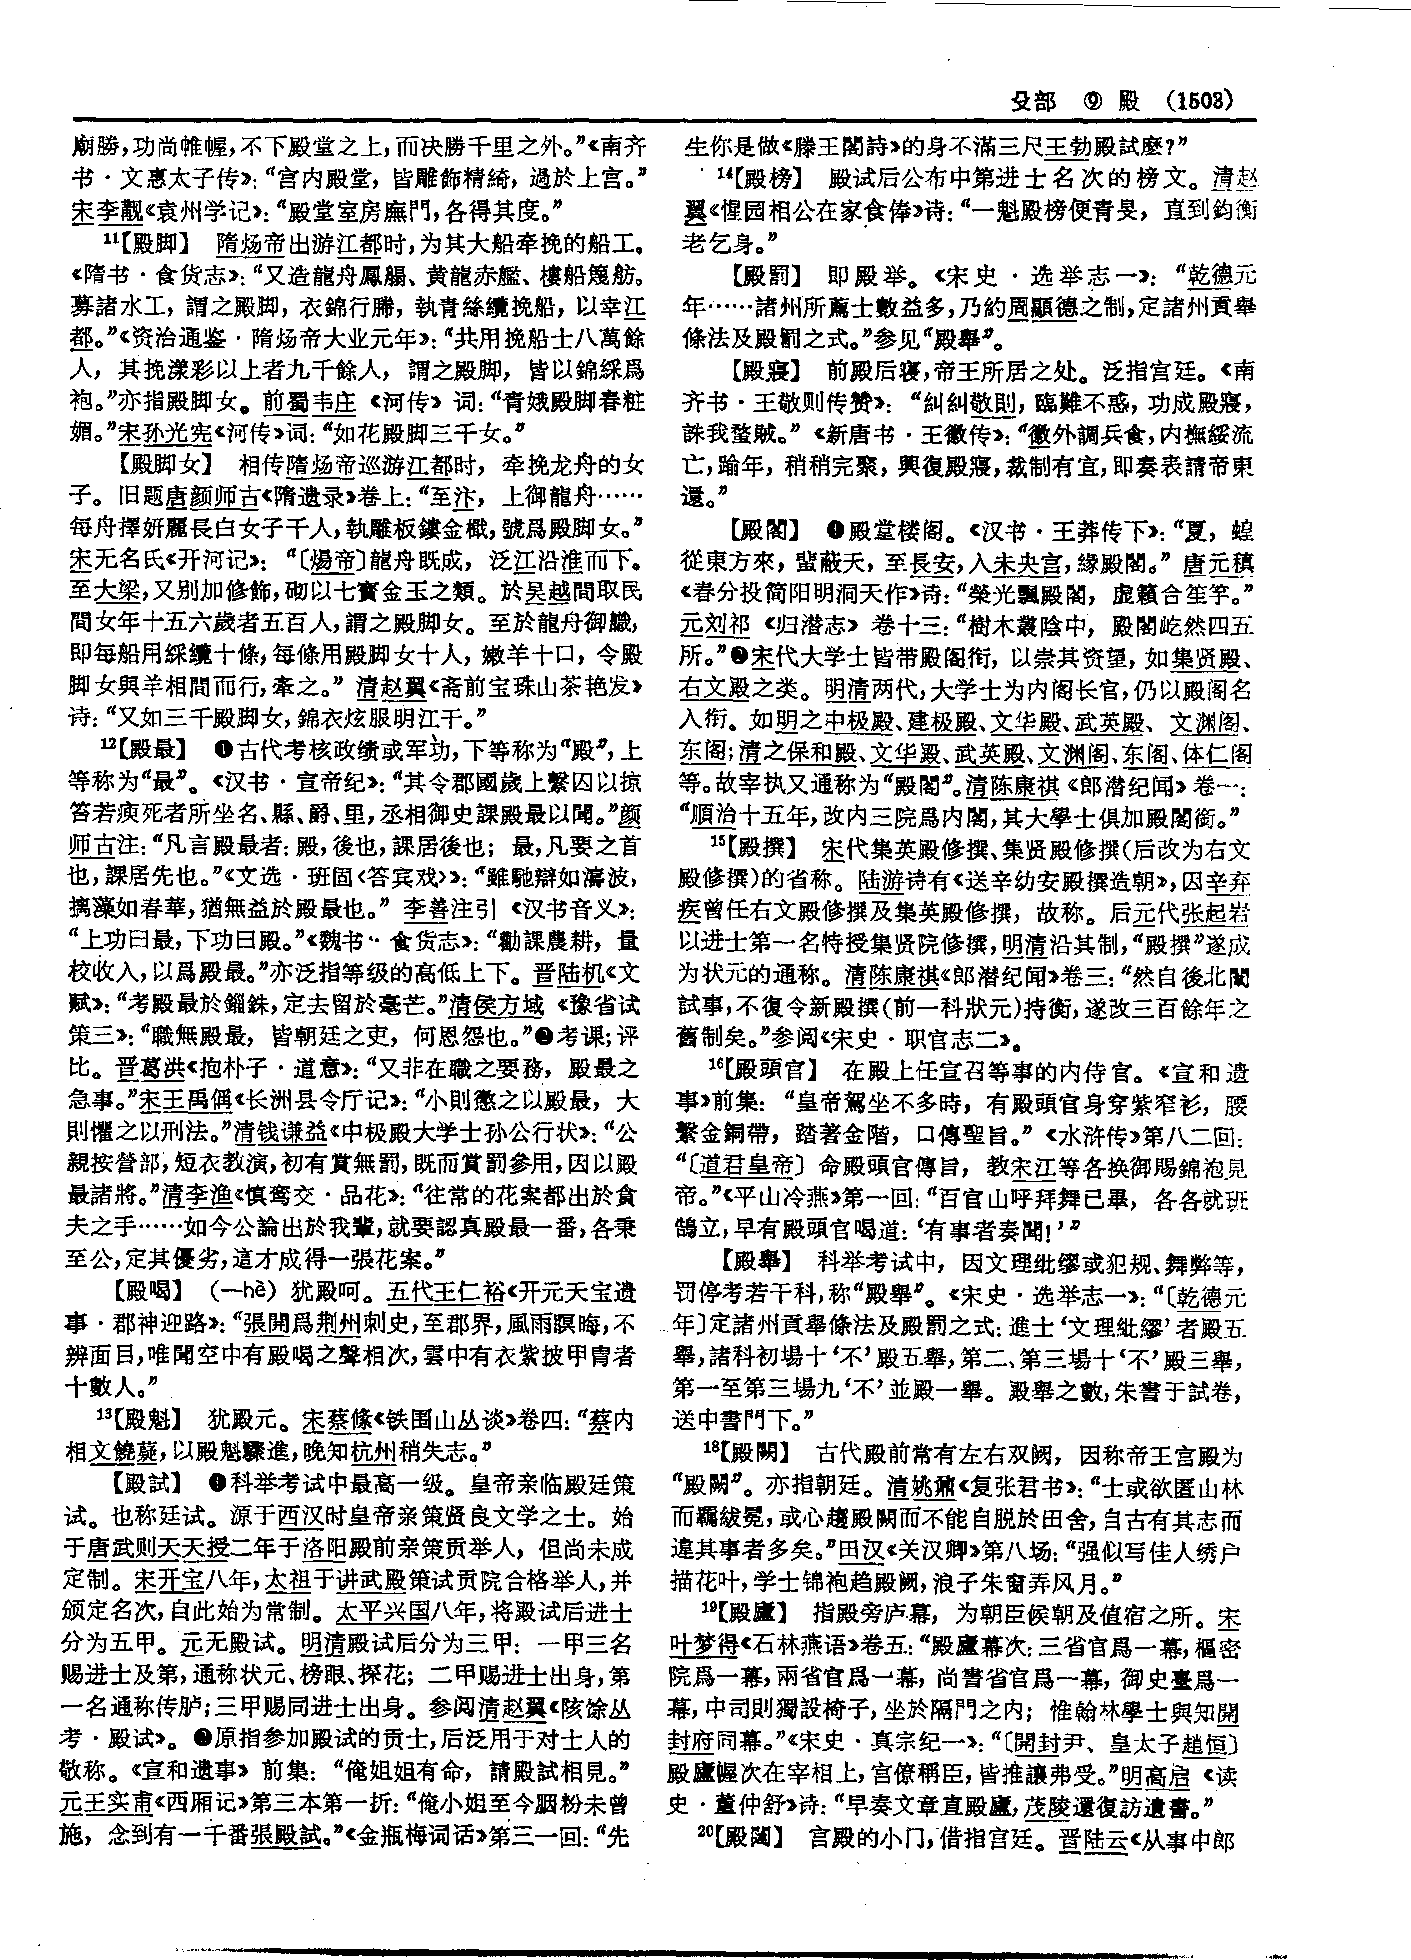 殳部 ⑨ 殿 (1503)
廟勝，功尚帷幄，不下殿堂之上，而决勝千里之外。”《南齐
书·文惠太子传》：“宫内殿堂，皆雕飾精綺，過於上宫。”
宋李觏《袁州学记》：“殿堂室房廡門，各得其度。”
11【殿脚】 隋炀帝出游江都时，为其大船牵挽的船工。
《隋书·食货志》：“又造龍舟鳳䑽、黄龍赤艦、樓船篾舫。
募諸水工，謂之殿脚，衣錦行縢，執青絲纜挽船，以幸江
都。”《资治通鉴·隋炀帝大业元年》：“共用挽船士八萬餘
人，其挽漾彩以上者九千餘人，謂之殿脚，皆以錦綵爲
袍。”亦指殿脚女。前蜀韦庄《河传》词：“青娥殿脚春粧
媚。”宋孙光宪《河传》词：“如花殿脚三千女。”
【殿脚女】 相传隋炀帝巡游江都时，牵挽龙舟的女
子。旧题唐颜师古《隋遗录》卷上：“至汴，上御龍舟……
每舟擇妍麗長白女子千人，執雕板鏤金檝，號爲殿脚女。”
宋无名氏《开河记》：“〔煬帝〕龍舟既成，泛江沿淮而下。
至大梁，又别加修飾，砌以七寶金玉之類。於吴越間取民
間女年十五六歲者五百人，謂之殿脚女。至於龍舟御艥，
即每船用綵纜十條，每條用殿脚女十人，嫩羊十口，令殿
脚女與羊相間而行，牽之。”清赵翼《斋前宝珠山茶艳发》
诗：“又如三千殿脚女，錦衣炫服明江干。”
12【殿最】 ❶古代考核政绩或军功，下等称为“殿”，上
等称为“最”。《汉书·宣帝纪》：“其令郡國歲上繫囚以掠
笞若瘐死者所坐名、縣、爵、里，丞相御史課殿最以聞。”颜
师古注：“凡言殿最者：殿，後也，課居後也；最，凡要之首
也，課居先也。”《文选·班固〈答宾戏〉》：“雖馳辯如濤波，
摛藻如春華，猶無益於殿最也。”李善注引《汉书音义》：
“上功曰最，下功曰殿。”《魏书·食货志》：“勸課農耕，量
校收入，以爲殿最。”亦泛指等级的高低上下。晋陆机《文
赋》：“考殿最於錙銖，定去留於毫芒。”清侯方域《豫省试
策三》：“職無殿最，皆朝廷之吏，何恩怨也。”❷考课；评
比。晋葛洪《抱朴子·道意》：“又非在職之要務，殿最之
急事。”宋王禹偁《长洲县令厅记》：“小則懲之以殿最，大
則懼之以刑法。”清钱谦益《中极殿大学士孙公行状》：“公
親按營部，短衣教演，初有賞無罰，既而賞罰參用，因以殿
最諸將。”清李渔《慎鸾交·品花》：“往常的花案都出於貪
夫之手……如今公論出於我輩，就要認真殿最一番，各秉
至公，定其優劣，這才成得一張花案。”
【殿喝】 (一hè) 犹殿呵。五代王仁裕《开元天宝遗
事·郡神迎路》：“張開爲荆州刺史，至郡界，風雨瞑晦，不
辨面目，唯聞空中有殿喝之聲相次，雲中有衣紫披甲冑者
十數人。”
13【殿魁】 犹殿元。宋蔡絛《铁围山丛谈》卷四：“蔡内
相文饒薿，以殿魁驟進，晚知杭州稍失志。”
【殿試】 ❶科举考试中最高一级。皇帝亲临殿廷策
试。也称廷试。源于西汉时皇帝亲策贤良文学之士。始
于唐武则天天授二年于洛阳殿前亲策贡举人，但尚未成
定制。宋开宝八年，太祖于讲武殿策试贡院合格举人，并
颁定名次，自此始为常制。太平兴国八年，将殿试后进士
分为五甲。元无殿试。明清殿试后分为三甲：一甲三名
赐进士及第，通称状元、榜眼、探花；二甲赐进士出身，第
一名通称传胪；三甲赐同进士出身。参阅清赵翼《陔馀丛
考·殿试》。❷原指参加殿试的贡士，后泛用于对士人的
敬称。《宣和遗事》前集：“俺姐姐有命，請殿試相見。”
元王实甫《西厢记》第三本第一折：“俺小姐至今胭粉未曾
施，念到有一千番張殿試。”《金瓶梅词话》第三一回：“先
生你是做《滕王閣詩》的身不滿三尺王勃殿試麽？”
14【殿榜】 殿试后公布中第进士名次的榜文。清赵
翼《惺园相公在家食俸》诗：“一魁殿榜便青旻，直到鈞衡
老乞身。”
【殿罰】 即殿举。《宋史·选举志一》：“乾德元
年……諸州所薦士數益多，乃約周顯德之制，定諸州貢舉
條法及殿罰之式。”参见“殿舉”。
【殿寢】 前殿后寝，帝王所居之处。泛指宫廷。《南
齐书·王敬则传赞》：“糾糾敬則，臨難不惑，功成殿寢，
誅我蝥賊。”《新唐书·王徽传》：“徽外調兵食，内撫綏流
亡，踰年，稍稍完聚，興復殿寢，裁制有宜，即奏表請帝東
還。”
【殿閣】 ❶殿堂楼阁。《汉书·王莽传下》：“夏，蝗
從東方來，蜚蔽天，至長安，入未央宫，緣殿閣。”唐元稹
《春分投简阳明洞天作》诗：“榮光飄殿閣，虚籟合笙竽。”
元刘祁《归潜志》卷十三：“樹木叢陰中，殿閣屹然四五
所。”❷宋代大学士皆带殿阁衔，以崇其资望，如集贤殿、
右文殿之类。明清两代，大学士为内阁长官，仍以殿阁名
入衔。如明之中极殿、建极殿、文华殿、武英殿、文渊阁、
东阁；清之保和殿、文华殿、武英殿、文渊阁、东阁、体仁阁
等。故宰执又通称为“殿閣”。清陈康祺《郎潜纪闻》卷一：
“順治十五年，改内三院爲内閣，其大學士俱加殿閣銜。”
15【殿撰】 宋代集英殿修撰、集贤殿修撰(后改为右文
殿修撰)的省称。陆游诗有《送辛幼安殿撰造朝》，因辛弃
疾曾任右文殿修撰及集英殿修撰，故称。后元代张起岩
以进士第一名特授集贤院修撰，明清沿其制，“殿撰”遂成
为状元的通称。清陈康祺《郎潜纪闻》卷三：“然自後北闈
試事，不復令新殿撰(前一科狀元)持衡，遂改三百餘年之
舊制矣。”参阅《宋史·职官志二》。
16【殿頭官】 在殿上任宣召等事的内侍官。《宣和遗
事》前集：“皇帝駕坐不多時，有殿頭官身穿紫窄衫，腰
繫金銅帶，踏著金階，口傳聖旨。”《水浒传》第八二回：
“〔道君皇帝〕命殿頭官傳旨，教宋江等各换御賜錦袍見
帝。”《平山冷燕》第一回：“百官山呼拜舞已畢，各各就班
鵠立，早有殿頭官喝道：‘有事者奏聞！’”
【殿舉】 科举考试中，因文理纰缪或犯规、舞弊等，
罚停考若干科，称“殿舉”。《宋史·选举志一》：“〔乾德元
年〕定諸州貢舉條法及殿罰之式：進士‘文理紕繆’者殿五
舉，諸科初場十‘不’殿五舉，第二、第三場十‘不’殿三舉，
第一至第三場九‘不’並殿一舉。殿舉之數，朱書于試卷，
送中書門下。”
18【殿闕】 古代殿前常有左右双阙，因称帝王宫殿为
“殿闕”。亦指朝廷。清姚鼐《复张君书》：“士或欲匿山林
而羈紱冕，或心趨殿闕而不能自脱於田舍，自古有其志而
違其事者多矣。”田汉《关汉卿》第八场：“强似写佳人绣户
描花叶，学士锦袍趋殿阙，浪子朱窗弄风月。”
19【殿廬】 指殿旁庐幕，为朝臣候朝及值宿之所。宋
叶梦得《石林燕语》卷五：“殿廬幕次：三省官爲一幕，樞密
院爲一幕，兩省官爲一幕，尚書省官爲一幕，御史臺爲一
幕，中司則獨設椅子，坐於隔門之内；惟翰林學士與知開
封府同幕。”《宋史·真宗纪一》：“〔開封尹、皇太子趙恒〕
殿廬幄次在宰相上，宫僚稱臣，皆推讓弗受。”明高启《读
史·董仲舒》诗：“早奏文章直殿廬，茂陵還復訪遺書。”
20【殿闥】 宫殿的小门，借指宫廷。晋陆云《从事中郎